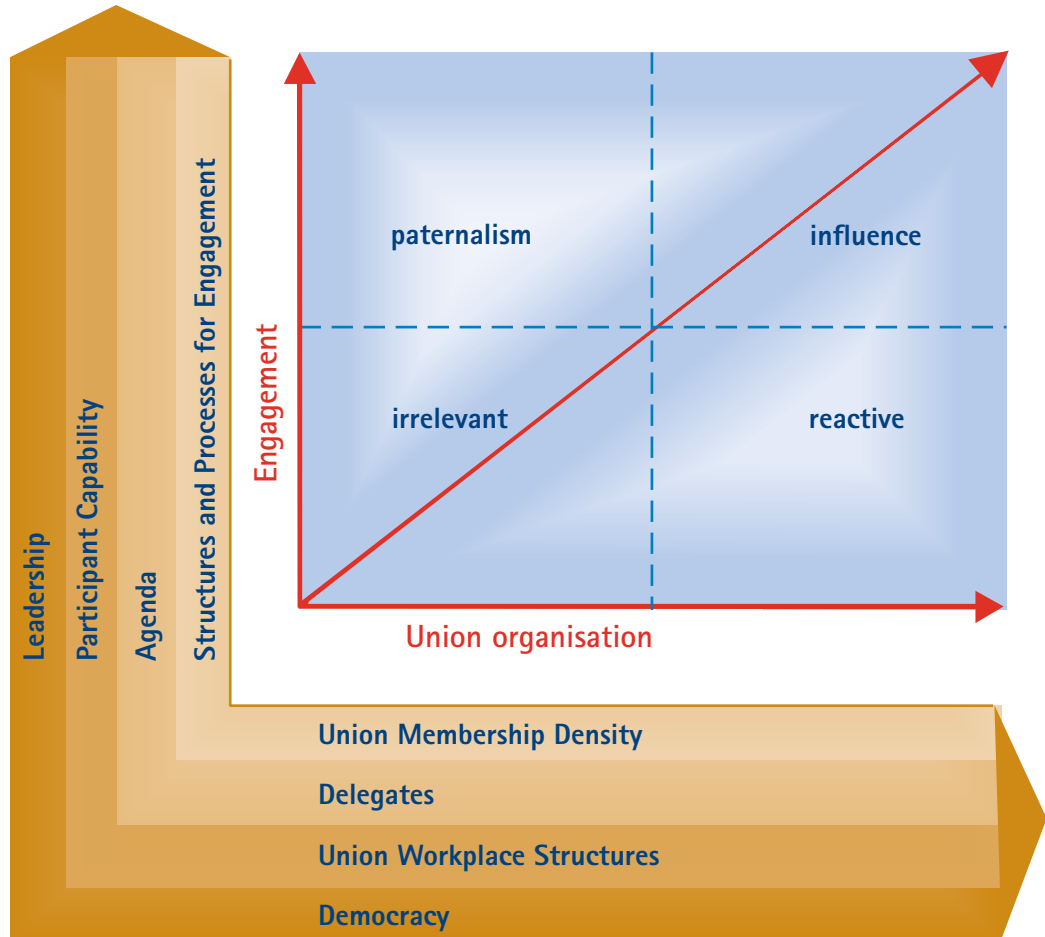 Leadership
Participant Capability
Agenda
Structures and Processes for Engagement
Engagement
paternalism
influence
irrelevant
reactive
Union organisation
Union Membership Density
Delegates
Union Workplace Structures
Democracy